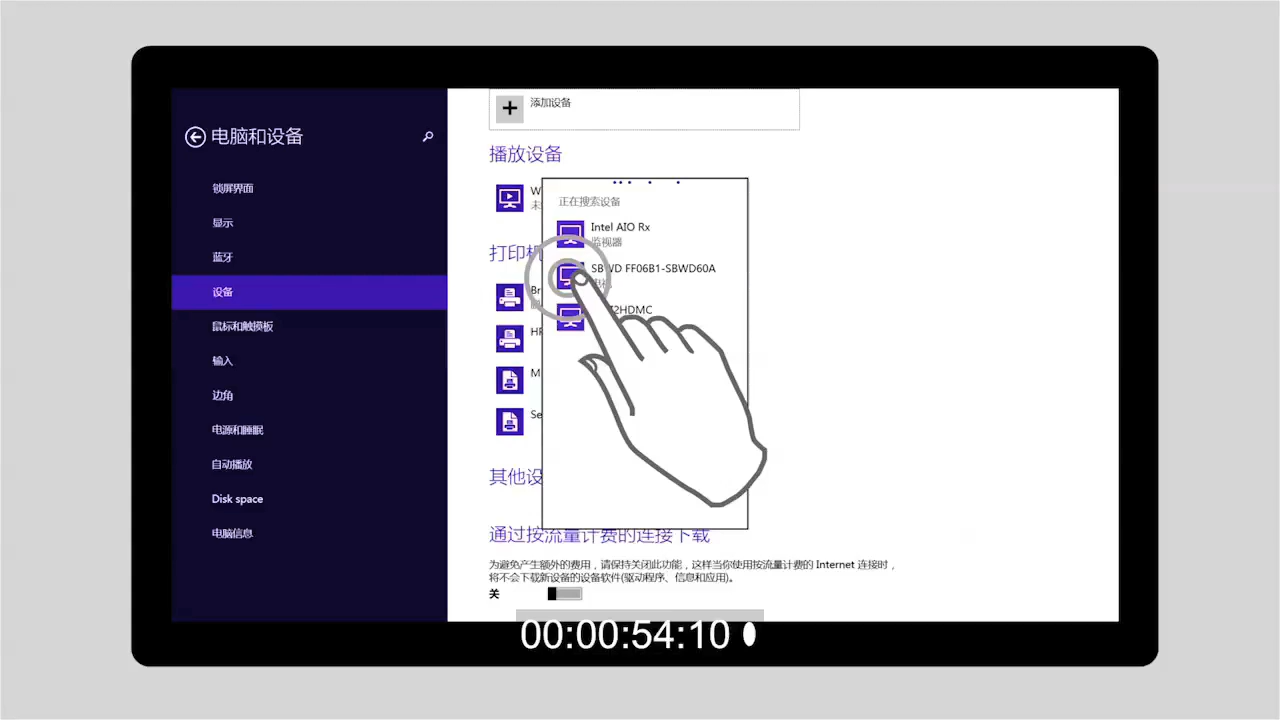 电脑和设备
锁屏界面
显示
蓝牙
设备
鼠标和触摸板
输入
边角
电源和睡眠
自动播放
Disk space
电脑信息
添加设备
播放设备
W
未
打印机
Br
HP
M
Se
其他设
正在搜索设备
Intel AIO Rx
监视器
SBWD FF06B1-SBWD60A
电视
2HDMC
通过按流量计费的连接下载
为避免产生额外的费用，请保持关闭此功能，这样当你使用按流量计费的 Internet 连接时，
将不会下载新设备的设备软件(驱动程序、信息和应用)。
关
00:00:54:10